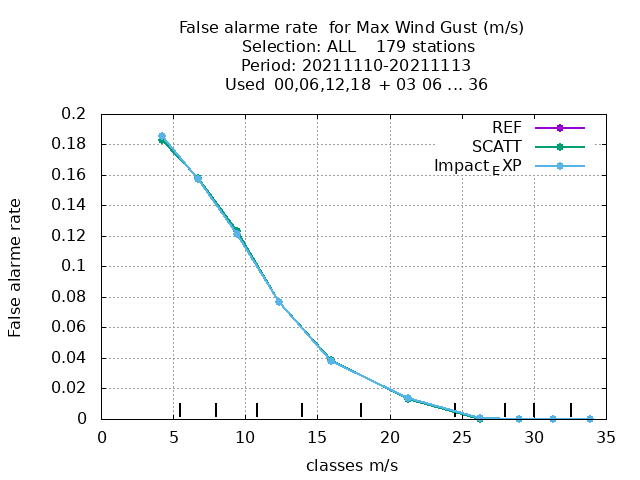 False alarme rate  for Max Wind Gust (m/s)
Selection: ALL    179 stations
Period: 20211110-20211113
Used  00,06,12,18  + 03 06 ... 36
REF
SCATT
Impact_EXP
False alarme rate
0.2
0.18
0.16
0.14
0.12
0.1
0.08
0.06
0.04
0.02
0
0 5 10 15 20 25 30 35
classes m/s